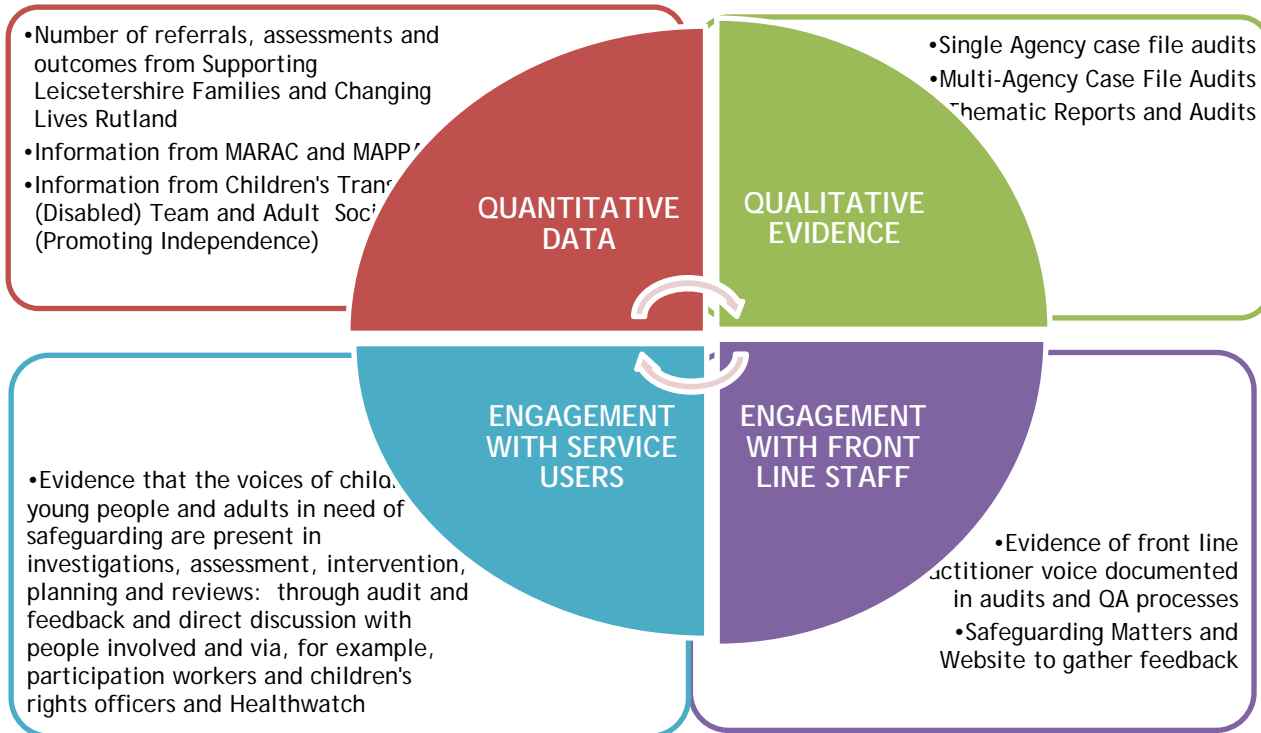 •Number of referrals, assessments and
outcomes from Supporting
Leicsetershire Families and Changing
Lives Rutland
•Information from MARAC and
•Information from Children's
(Disabled) Team and Adult
(Promoting Independence)
QUANTITATIVE
DATA
•Single Agency case file audits
•Multi-Agency Case File Audits
Thematic Reports and Audits
QUALITATIVE
EVIDENCE
•Evidence that the voices of
young people and adults in need of
safeguarding are present in
investigations, assessment, intervention,
planning and reviews: through audit and
feedback and direct discussion with
people involved and via, for example,
participation workers and children's
rights officers and Healthwatch
ENGAGEMENT
WITH SERVICE
USERS
ENGAGEMENT
WITH FRONT
LINE STAFF
•Evidence of front line
voice documented
in audits and QA processes
•Safeguarding Matters and
Website to gather feedback